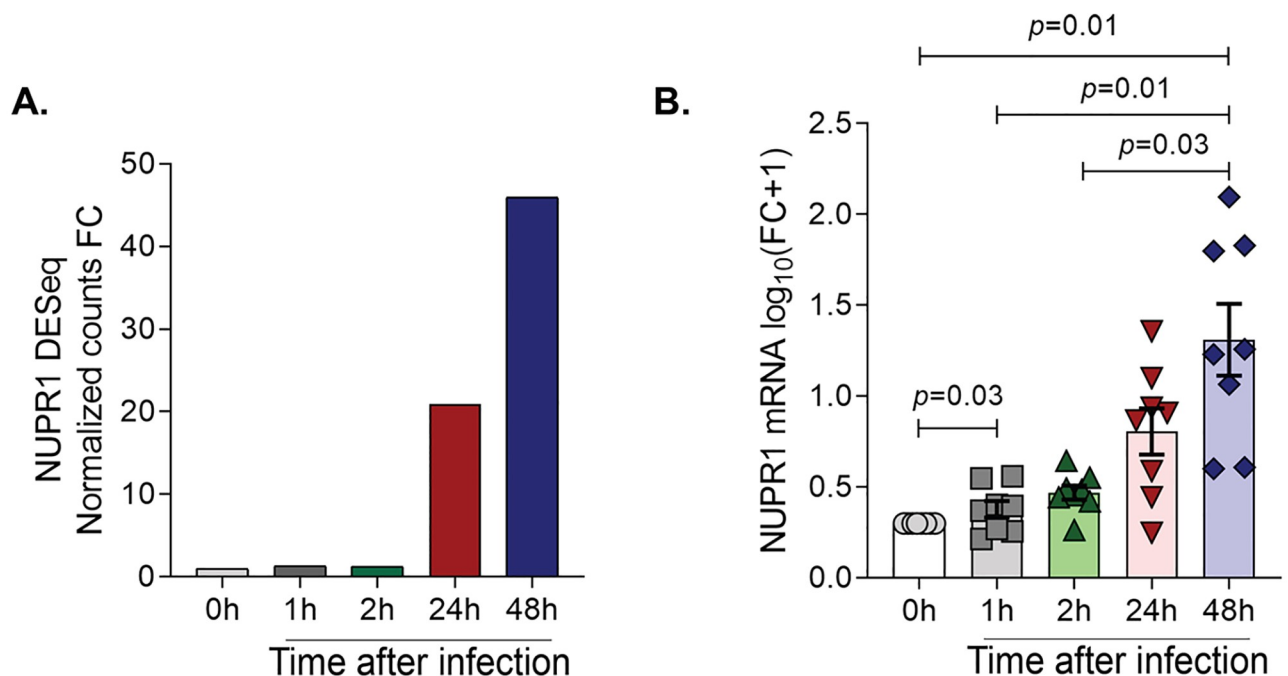 A.
NUPR1 DESeq
Normalized counts FC
50
40
30
20
10
0
0h 1h 2h 24h 48h
Time after infection
B.
NUPR1 mRNA log₁₀(FC+1)
2.5
2.0
1.5
1.0
0.5
0.0
p=0.01
p=0.01
p=0.03
p=0.03
0h 1h 2h 24h 48h
Time after infection